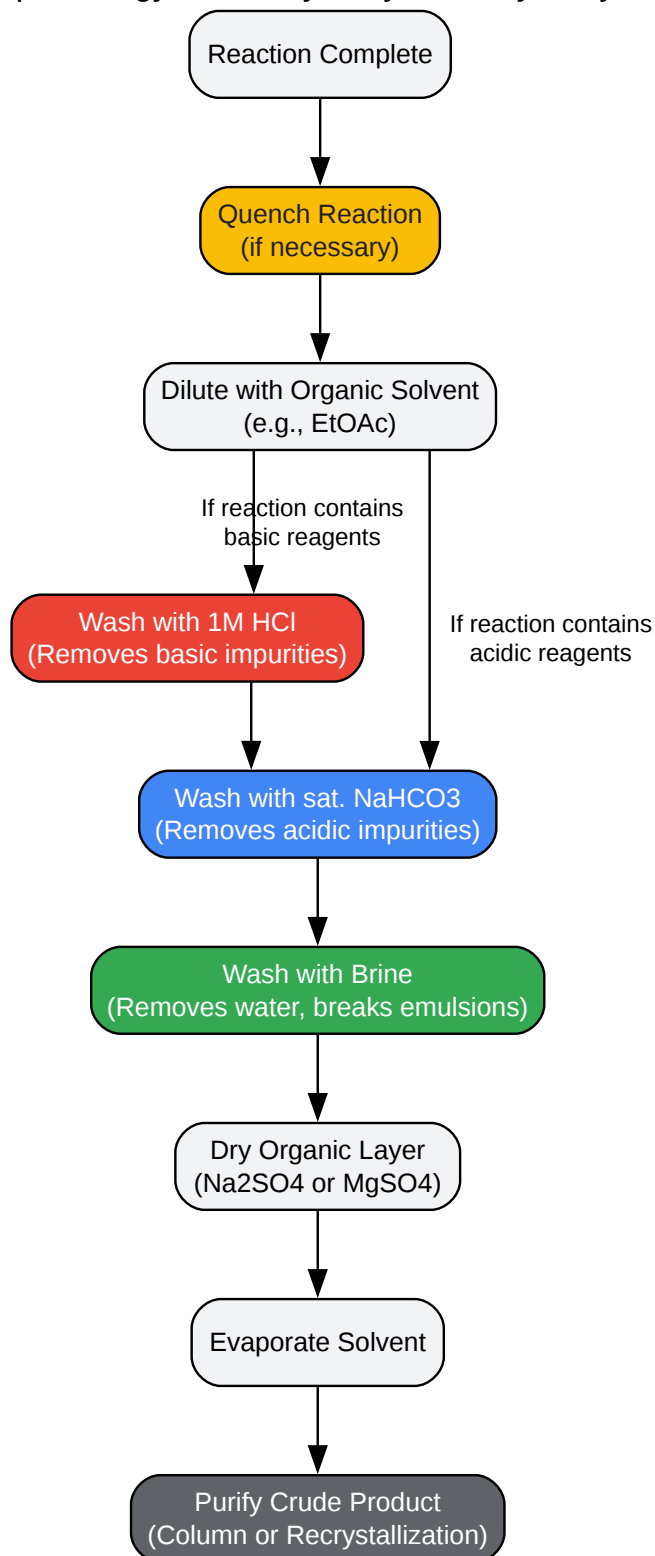 Reaction Complete
Quench Reaction
(if necessary)
Dilute with Organic Solvent
(e.g., EtOAc)
If reaction contains
basic reagents
Wash with 1M HCl
(Removes basic impurities)
If reaction contains
acidic reagents
Wash with sat. NaHCO3
(Removes acidic impurities)
Wash with Brine
(Removes water, breaks emulsions)
Dry Organic Layer
(Na2SO4 or MgSO4)
Evaporate Solvent
Purify Crude Product
(Column or Recrystallization)